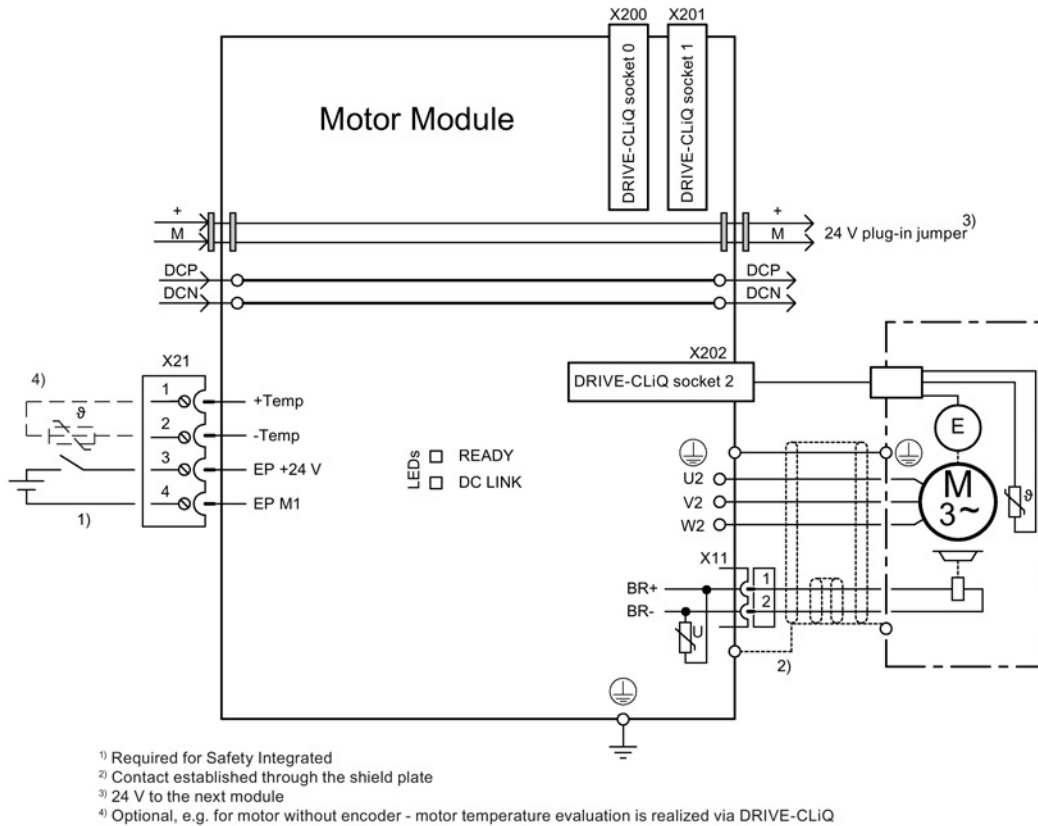 X200 X201
DRIVE-CLiQ socket 0
DRIVE-CLiQ socket 1
Motor Module
+ +
M M 24 V plug-in jumper 3)
DCP DCP
DCN DCN
X21
X202
DRIVE-CLiQ socket 2
4)
ϑ
1 +Temp
2 -Temp
3 EP +24 V
4 EP M1
1)
LEDs
READY
DC LINK
U2
V2
W2
E
M
3~
ϑ
X11
BR+ 1
BR- 2
U
2)
1) Required for Safety Integrated
2) Contact established through the shield plate
3) 24 V to the next module
4) Optional, e.g. for motor without encoder - motor temperature evaluation is realized via DRIVE-CLiQ